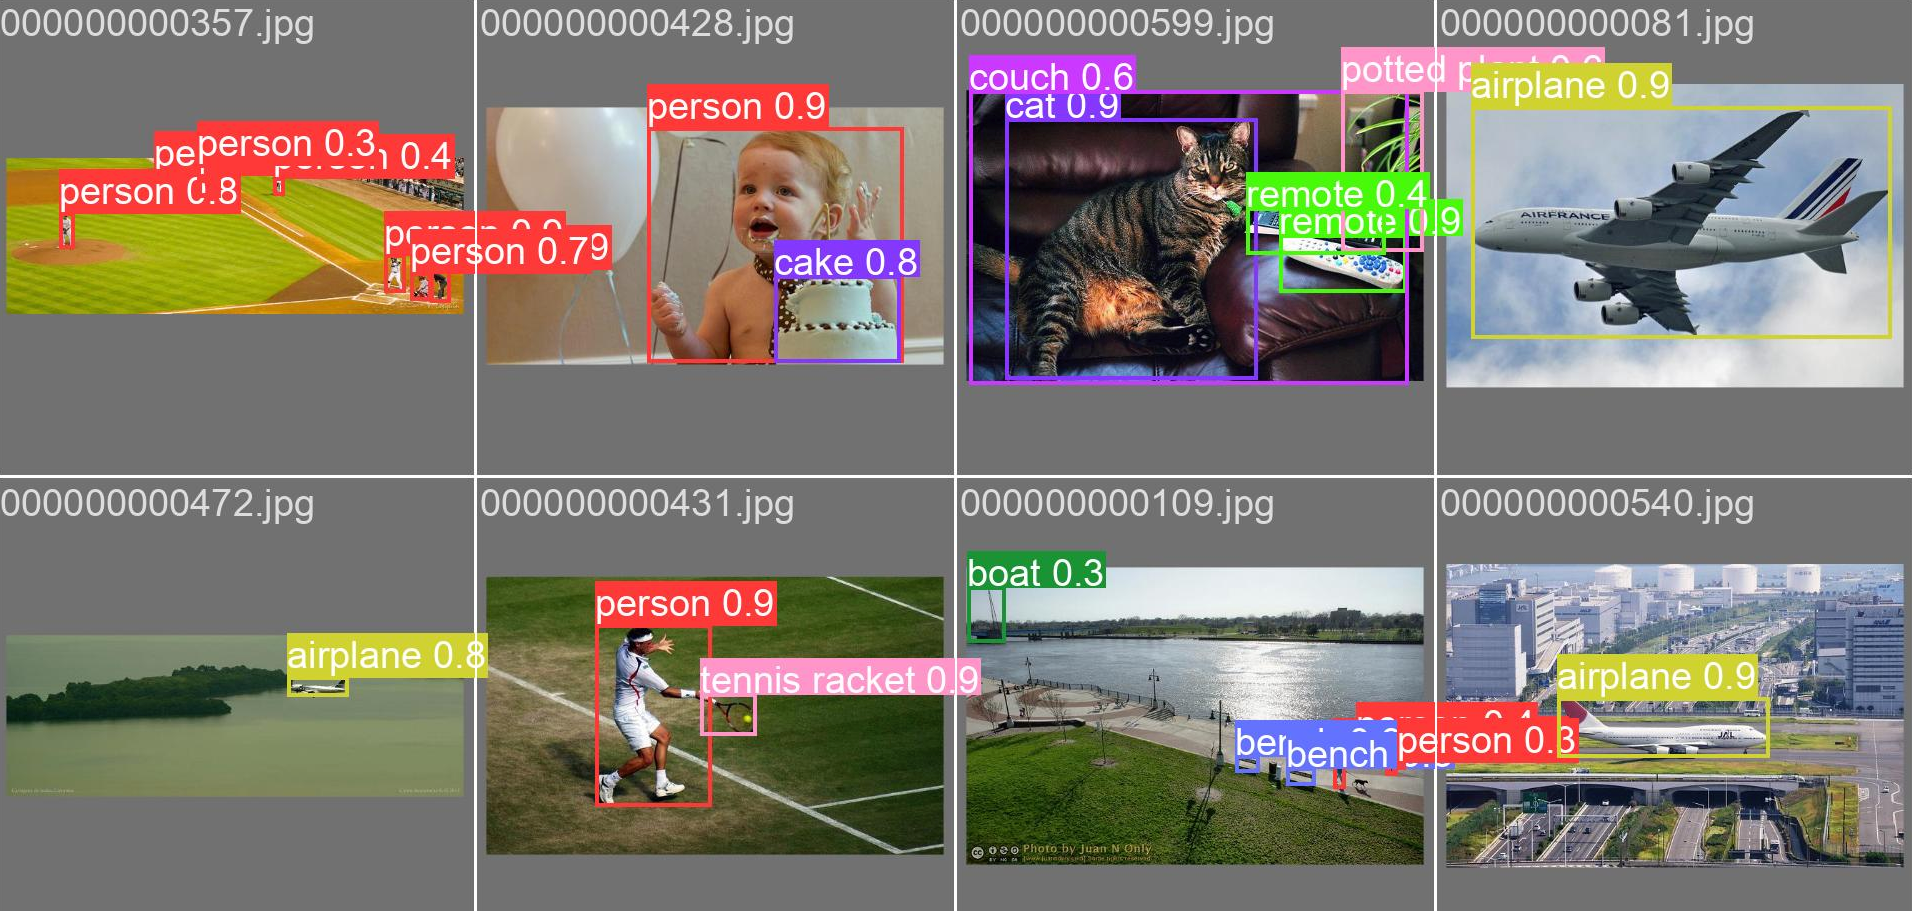 000000000357.jpg
000000000428.jpg
000000000599.jpg
000000000081.jpg
couch 0.6
potted
airplane 0.9
cat 0.9
person 0.9
person 0.3
0.4
person 0.8
remote 0.4
remote 0.9
AIRFRANCE
person 0.7
cake 0.8
000000000472.jpg
000000000431.jpg
000000000109.jpg
000000000540.jpg
boat 0.3
person 0.9
airplane 0.8
tennis racket 0.9
airplane 0.9
bench
person 0.3
JAL
Photo by Juan N Only